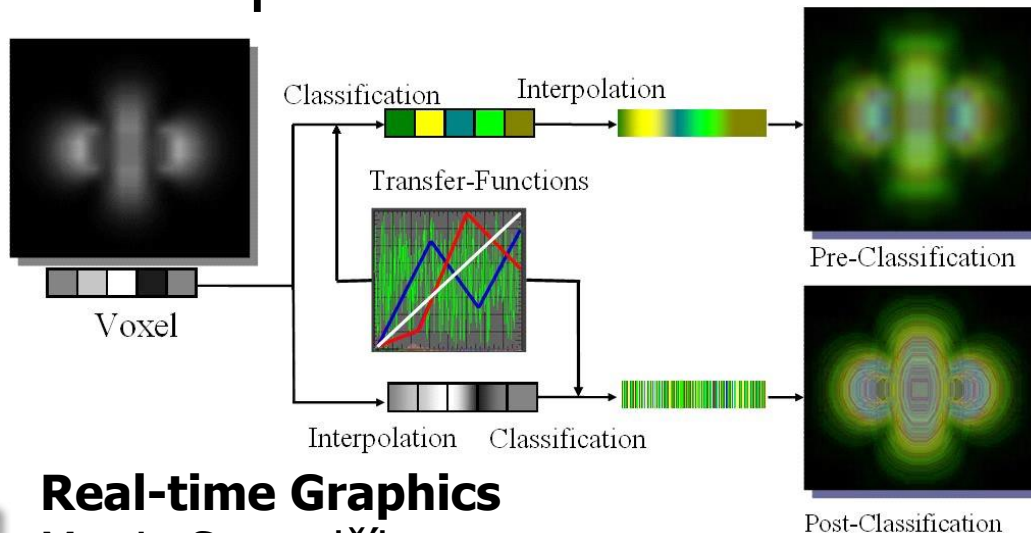 Classification
Interpolation
Transfer-Functions
Pre-Classification
Voxel
Interpolation
Classification
Real-time Graphics
Post-Classification